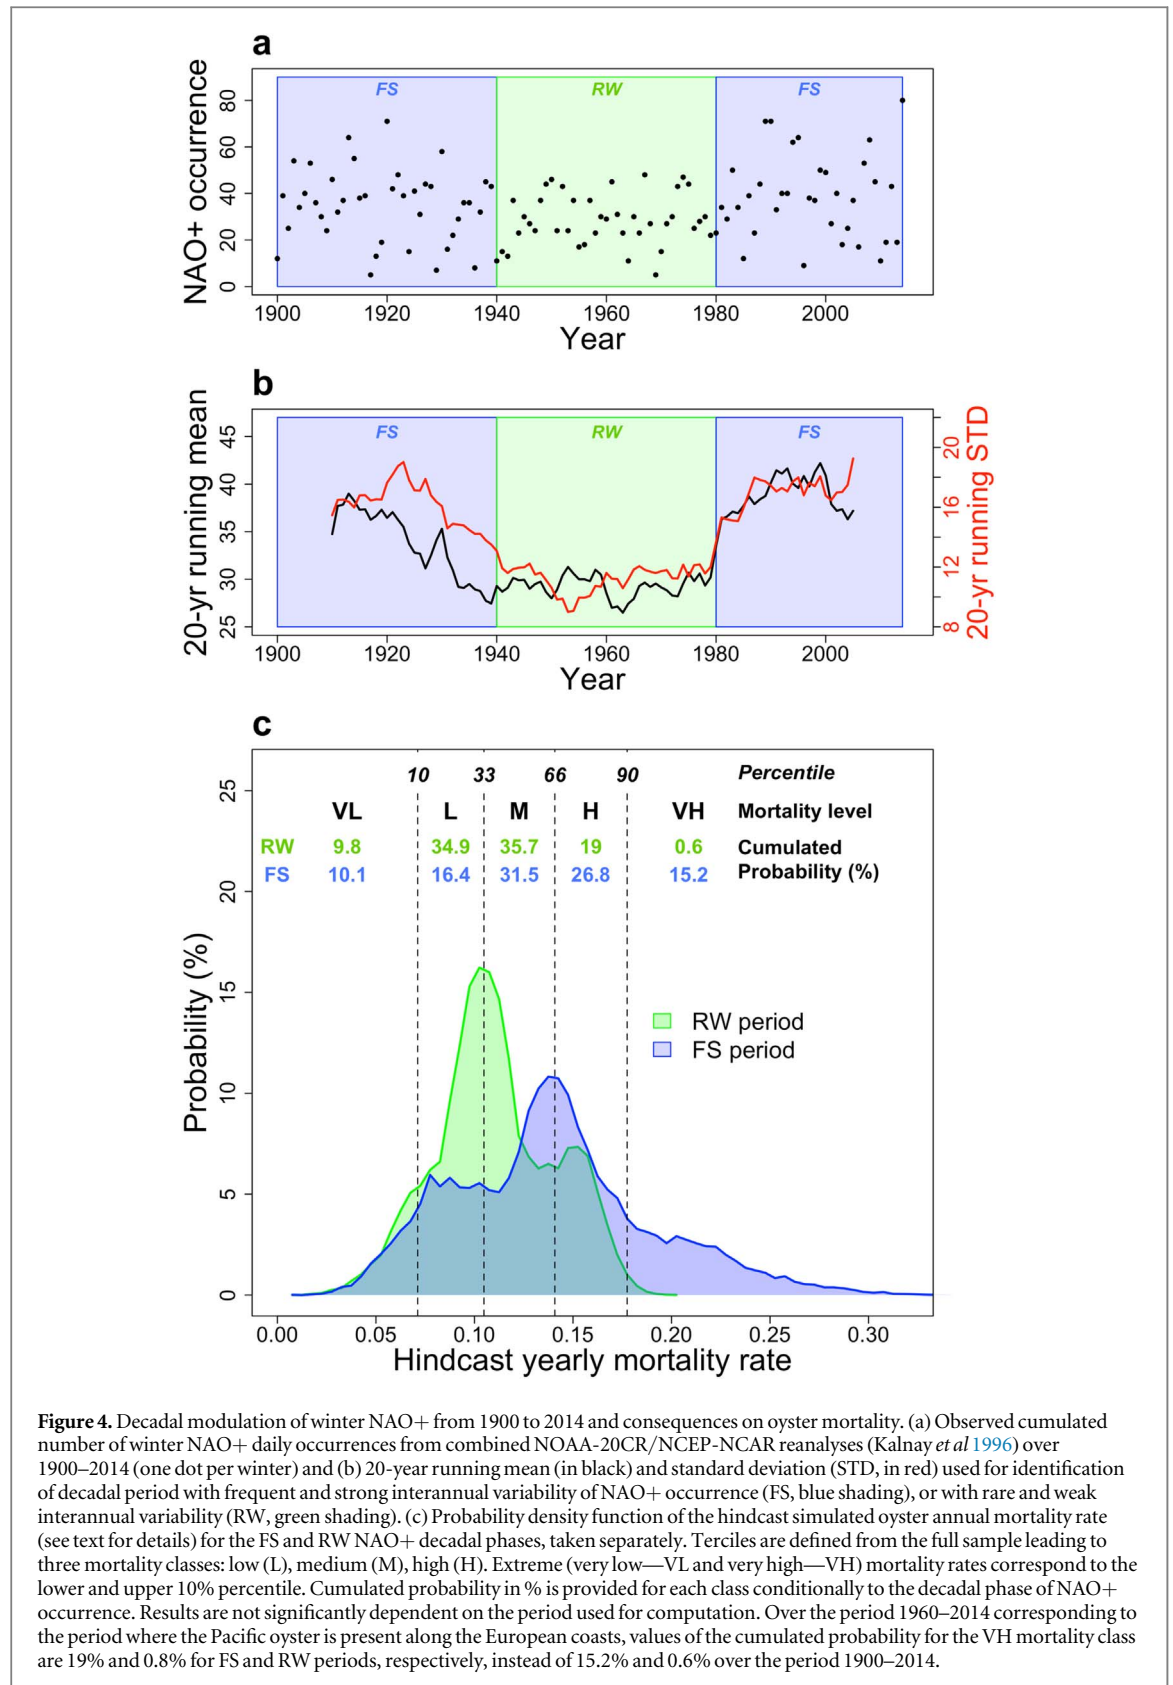 a
NAO+ occurrence
FS
RW
FS
80
60
40
20
0
1900
1920
1940
1960
1980
2000
Year
b
20-yr running mean
20-yr running STD
FS
RW
FS
45
40
35
30
25
20
16
12
8
1900
1920
1940
1960
1980
2000
Year
c
Probability (%)
25
20
15
10
5
0
10 33 66 90 Percentile
VL L M H VH Mortality level
RW 9.8 34.9 35.7 19 0.6 Cumulated
FS 10.1 16.4 31.5 26.8 15.2 Probability (%)
RW period
FS period
0.00 0.05 0.10 0.15 0.20 0.25 0.30
Hindcast yearly mortality rate
Figure 4. Decadal modulation of winter NAO+ from 1900 to 2014 and consequences on oyster mortality. (a) Observed cumulated
number of winter NAO+ daily occurrences from combined NOAA-20CR/NCEP-NCAR reanalyses (Kalnay et al 1996) over
1900–2014 (one dot per winter) and (b) 20-year running mean (in black) and standard deviation (STD, in red) used for identification
of decadal period with frequent and strong interannual variability of NAO+ occurrence (FS, blue shading), or with rare and weak
interannual variability (RW, green shading). (c) Probability density function of the hindcast simulated oyster annual mortality rate
(see text for details) for the FS and RW NAO+ decadal phases, taken separately. Terciles are defined from the full sample leading to
three mortality classes: low (L), medium (M), high (H). Extreme (very low—VL and very high—VH) mortality rates correspond to the
lower and upper 10% percentile. Cumulated probability in % is provided for each class conditionally to the decadal phase of NAO+
occurrence. Results are not significantly dependent on the period used for computation. Over the period 1960–2014 corresponding to
the period where the Pacific oyster is present along the European coasts, values of the cumulated probability for the VH mortality class
are 19% and 0.8% for FS and RW periods, respectively, instead of 15.2% and 0.6% over the period 1900–2014.